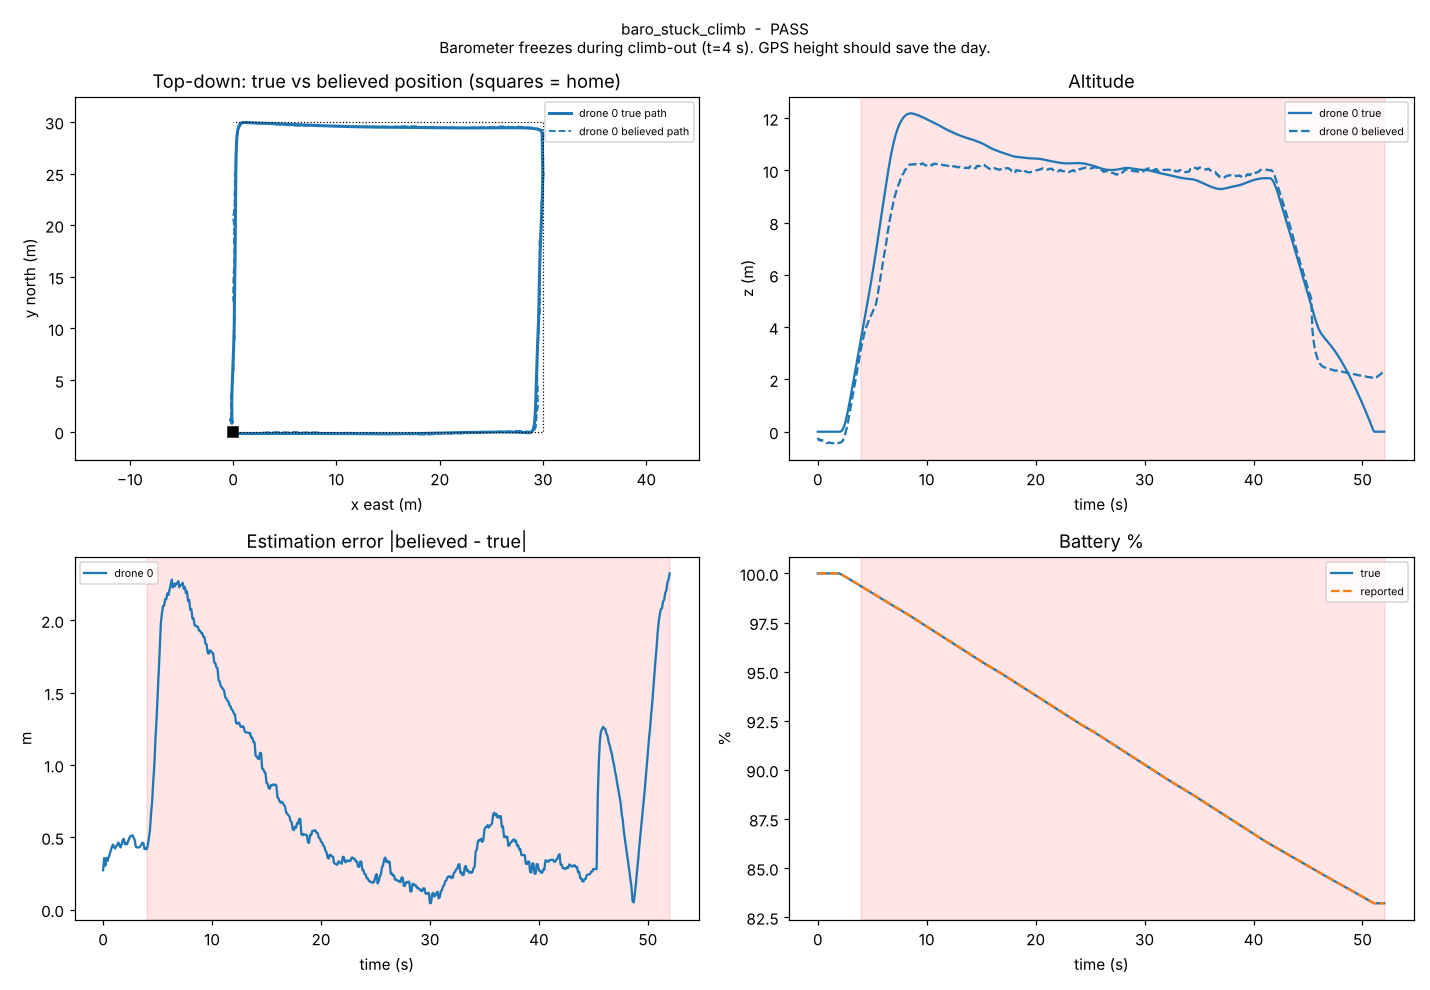 baro_stuck_climb  -  PASS
Barometer freezes during climb-out (t=4 s). GPS height should save the day.
Top-down: true vs believed position (squares = home)
drone 0 true path
drone 0 believed path
30
25
20
15
10
5
0
y north (m)
−10
0
10
20
30
40
x east (m)
Altitude
drone 0 true
drone 0 believed
12
10
8
6
4
2
0
z (m)
0
10
20
30
40
50
time (s)
Estimation error |believed - true|
drone 0
2.0
1.5
1.0
0.5
0.0
m
0
10
20
30
40
50
time (s)
Battery %
true
reported
100.0
97.5
95.0
92.5
90.0
87.5
85.0
82.5
%
0
10
20
30
40
50
time (s)